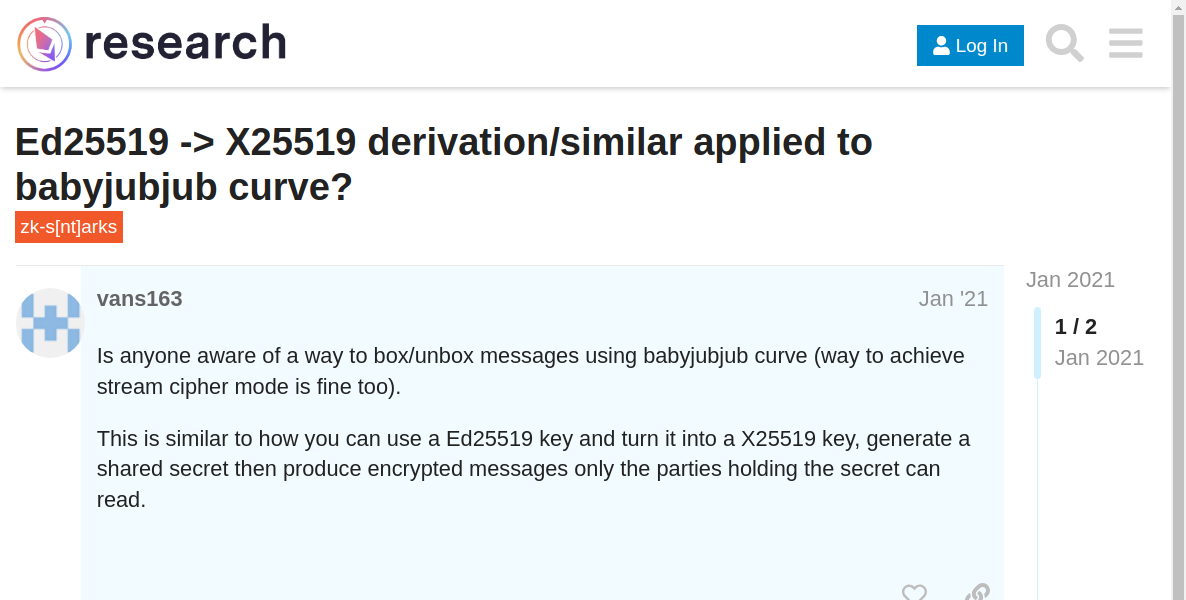 research
Log In
Ed25519 -> X25519 derivation/similar applied to
babyjubjub curve?
zk-s[nt]arks
vans163
Jan '21
Is anyone aware of a way to box/unbox messages using babyjubjub curve (way to achieve
stream cipher mode is fine too).
This is similar to how you can use a Ed25519 key and turn it into a X25519 key, generate a
shared secret then produce encrypted messages only the parties holding the secret can
read.
Jan 2021
1 / 2
Jan 2021